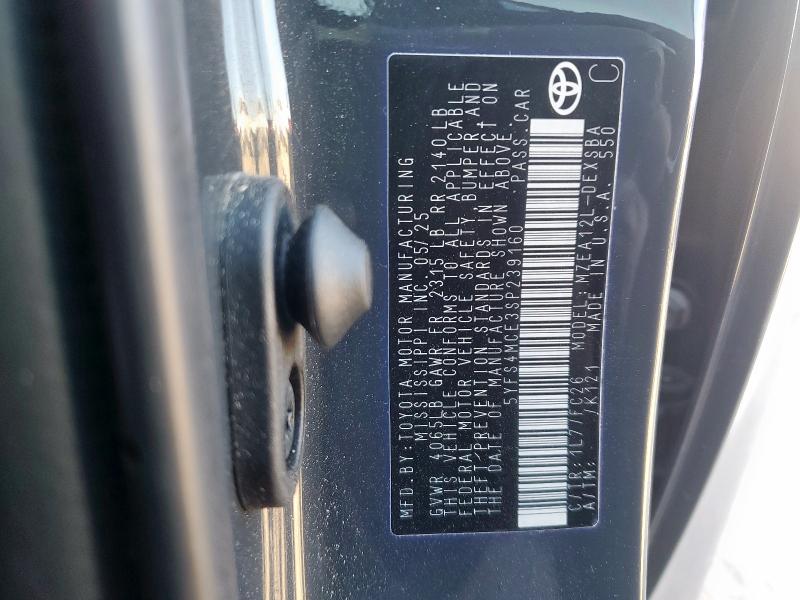 MFD. BY: TOYOTA MOTOR MANUFACTURING
MISSISSIPPI INC. 05/25
GVWR 4065LB GAWR FR 2315 LB RR 2140 LB
THIS VEHICLE CONFORMS TO ALL APPLICABLE
FEDERAL MOTOR VEHICLE SAFETY, BUMPER AND
THEFT PREVENTION STANDARDS IN EFFECT ON
THE DATE OF MANUFACTURE SHOWN ABOVE.
5YFS4MCE3SP239160 PASS. CAR
C/TR: 1L7/FC26 MODEL: MZEA12L-DEXSBA
A/TM: /K121 MADE IN U.S.A. 550
C